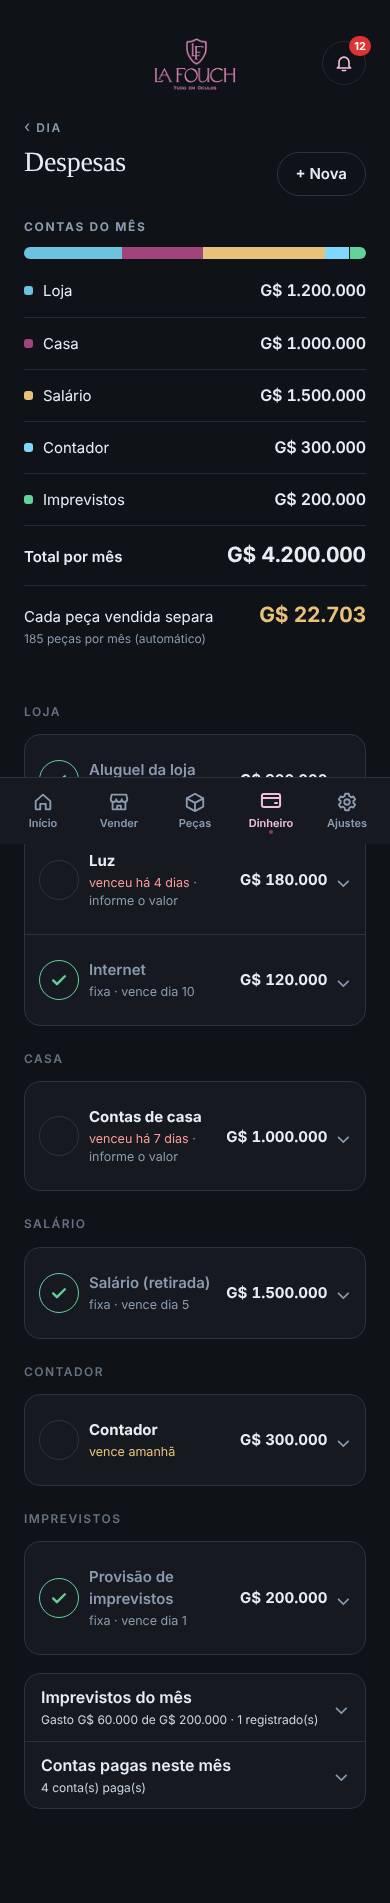 LF
LA FOUCH
TUDO EM ÓCULOS
12
‹ DIA
Despesas
+ Nova
CONTAS DO MÊS
Loja G$ 1.200.000
Casa G$ 1.000.000
Salário G$ 1.500.000
Contador G$ 300.000
Imprevistos G$ 200.000
Total por mês G$ 4.200.000
Cada peça vendida separa G$ 22.703
185 peças por mês (automático)
LOJA
Aluguel da loja
Início Vender Peças Dinheiro Ajustes
Luz
venceu há 4 dias · G$ 180.000
informe o valor
Internet G$ 120.000
fixa · vence dia 10
CASA
Contas de casa
venceu há 7 dias · G$ 1.000.000
informe o valor
SALÁRIO
Salário (retirada) G$ 1.500.000
fixa · vence dia 5
CONTADOR
Contador G$ 300.000
vence amanhã
IMPREVISTOS
Provisão de
imprevistos G$ 200.000
fixa · vence dia 1
Imprevistos do mês
Gasto G$ 60.000 de G$ 200.000 · 1 registrado(s)
Contas pagas neste mês
4 conta(s) paga(s)